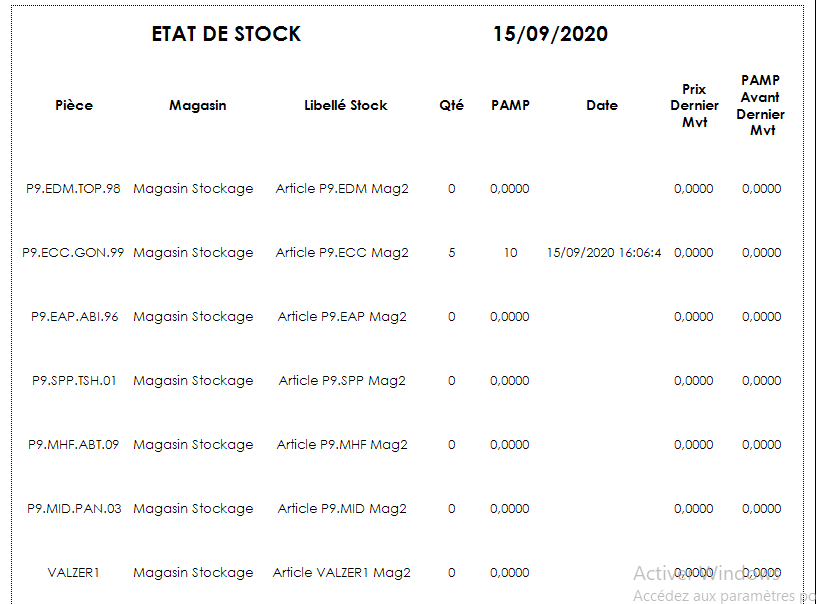 ETAT DE STOCK 15/09/2020
Pièce Magasin Libellé Stock Qté PAMP Date Prix Dernier Mvt PAMP Avant Dernier Mvt
P9.EDM.TOP.98 Magasin Stockage Article P9.EDM Mag2 0 0,0000 0,0000 0,0000
P9.ECC.GON.99 Magasin Stockage Article P9.ECC Mag2 5 10 15/09/2020 16:06:4 0,0000 0,0000
P9.EAP.ABI.96 Magasin Stockage Article P9.EAP Mag2 0 0,0000 0,0000 0,0000
P9.SPP.TSH.01 Magasin Stockage Article P9.SPP Mag2 0 0,0000 0,0000 0,0000
P9.MHF.ABT.09 Magasin Stockage Article P9.MHF Mag2 0 0,0000 0,0000 0,0000
P9.MID.PAN.03 Magasin Stockage Article P9.MID Mag2 0 0,0000 0,0000 0,0000
VALZER1 Magasin Stockage Article VALZER1 Mag2 0 0,0000 0,0000 0,0000
Activer Windows
Accédez aux paramètres